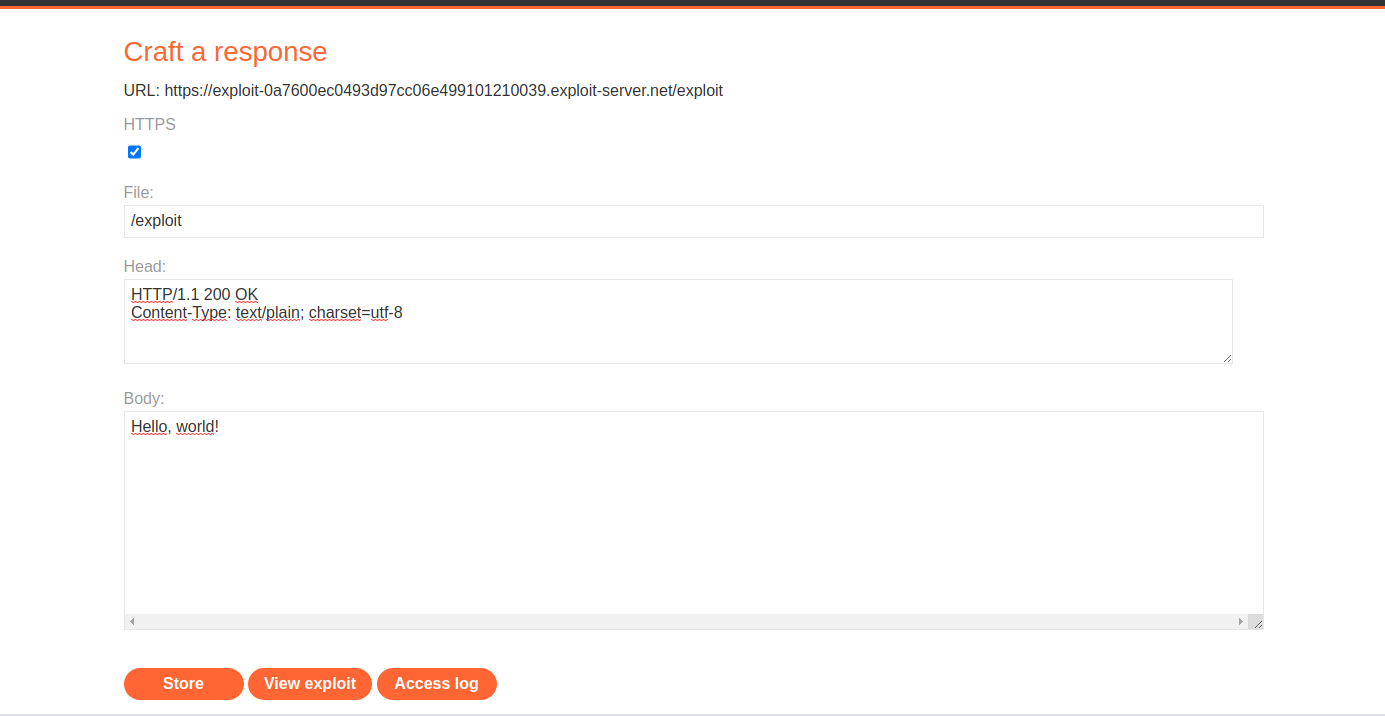 Craft a response
URL: https://exploit-0a7600ec0493d97cc06e499101210039.exploit-server.net/exploit
HTTPS
File:
/exploit
Head:
HTTP/1.1 200 OK
Content-Type: text/plain; charset=utf-8
Body:
Hello, world!
Store View exploit Access log